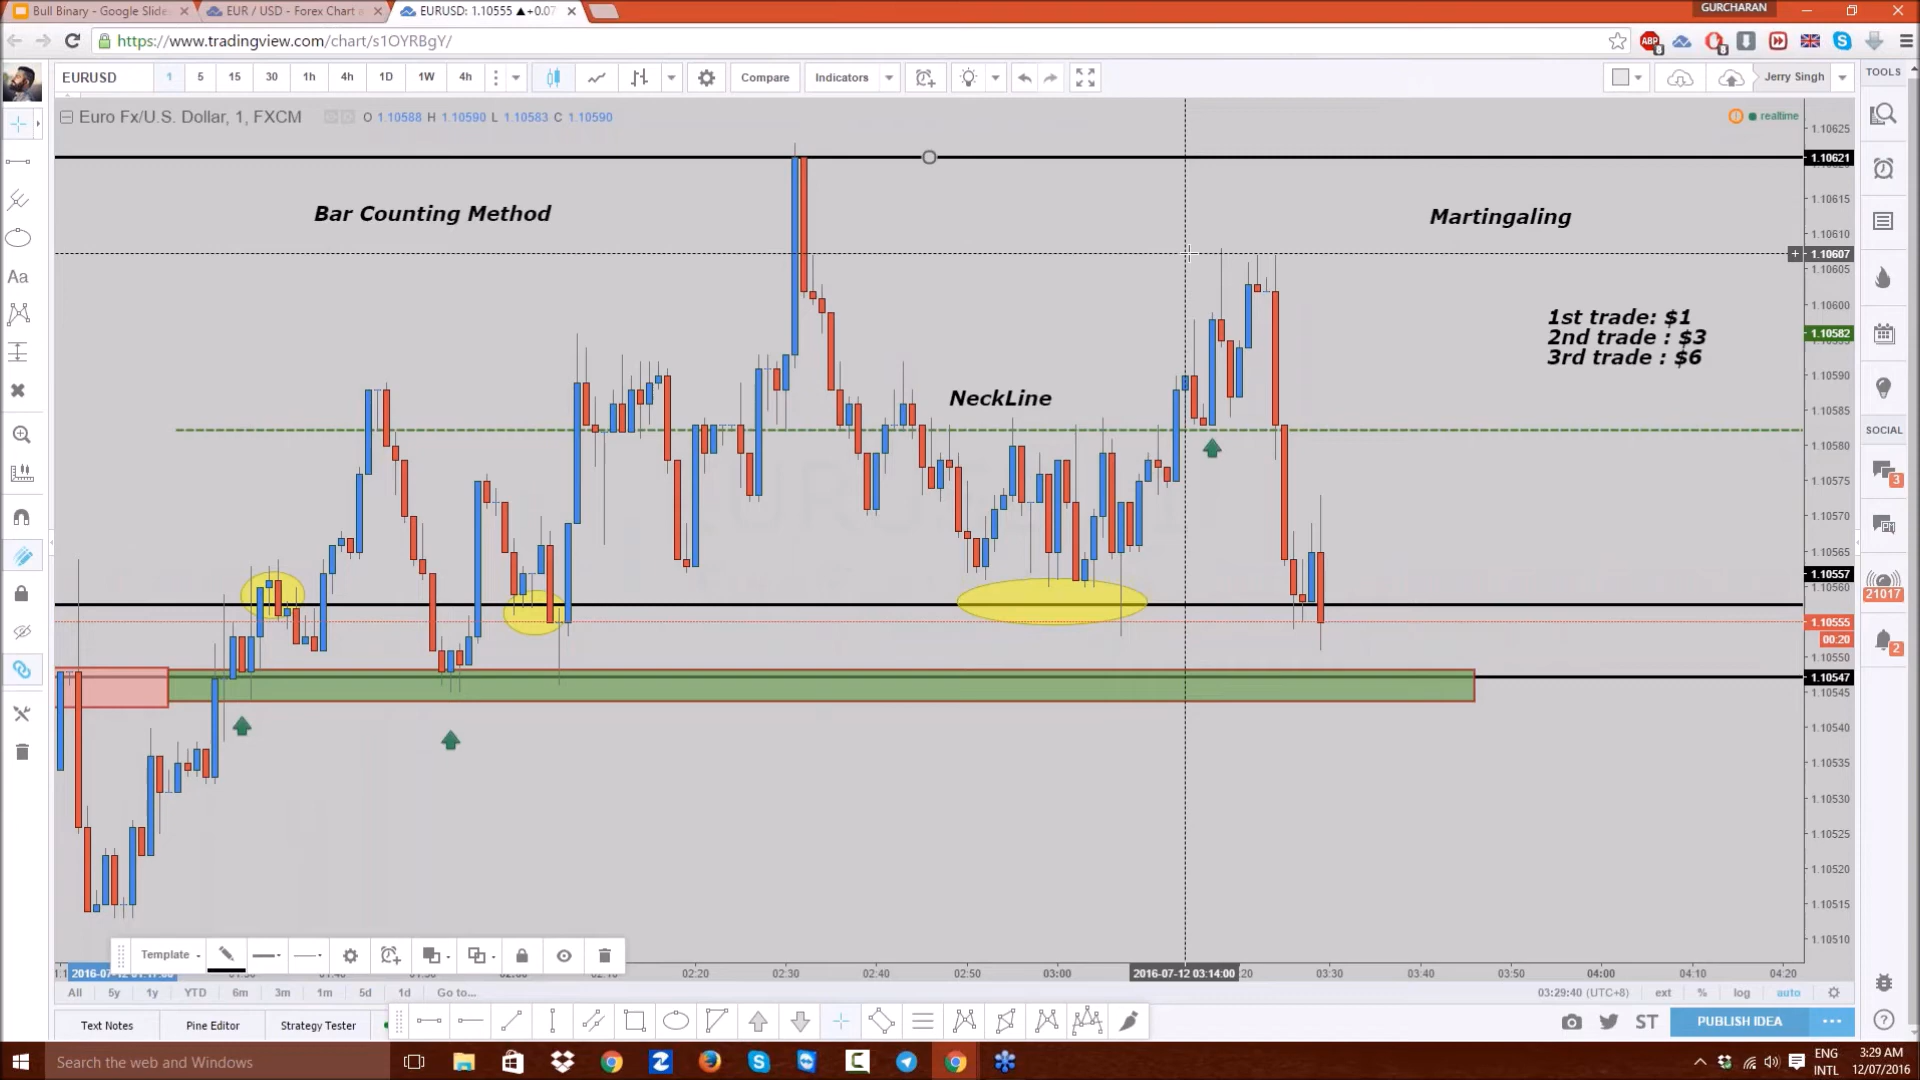 Bull Binary - Google Slide
EUR / USD - Forex Chart a
EURUSD: 1.10555 ▲+0.07
GURCHARAN
https://www.tradingview.com/chart/s1OYRBgY/
EURUSD 1 5 15 30 1h 4h 1D 1W 4h Compare Indicators Jerry Singh TOOLS
Euro Fx/U.S. Dollar, 1, FXCM O 1.10588 H 1.10590 L 1.10583 C 1.10590
realtime
1.10625
1.10621
1.10615
Bar Counting Method
Martingaling
1.10610
1.10607
1.10605
1.10600
1st trade: $1
2nd trade : $3
3rd trade : $6
1.10582
1.10590
NeckLine
1.10585
SOCIAL
1.10580
1.10575
3
1.10570
1.10565
1.10557
1.10560
21017
1.10555
00:20
2
1.10550
1.10547
1.10545
1.10540
1.10535
1.10530
1.10525
1.10520
1.10515
1.10510
Template
02:20 02:30 02:40 02:50 03:00 2016-07-12 03:14:00 :20 03:30 03:40 03:50 04:00 04:10 04:20
All 5y 1y YTD 6m 3m 1m 5d 1d Go to... 03:29:40 (UTC+8) ext % log auto
Text Notes Pine Editor Strategy Tester ST PUBLISH IDEA
Search the web and Windows
ENG
INTL
3:29 AM
12/07/2016